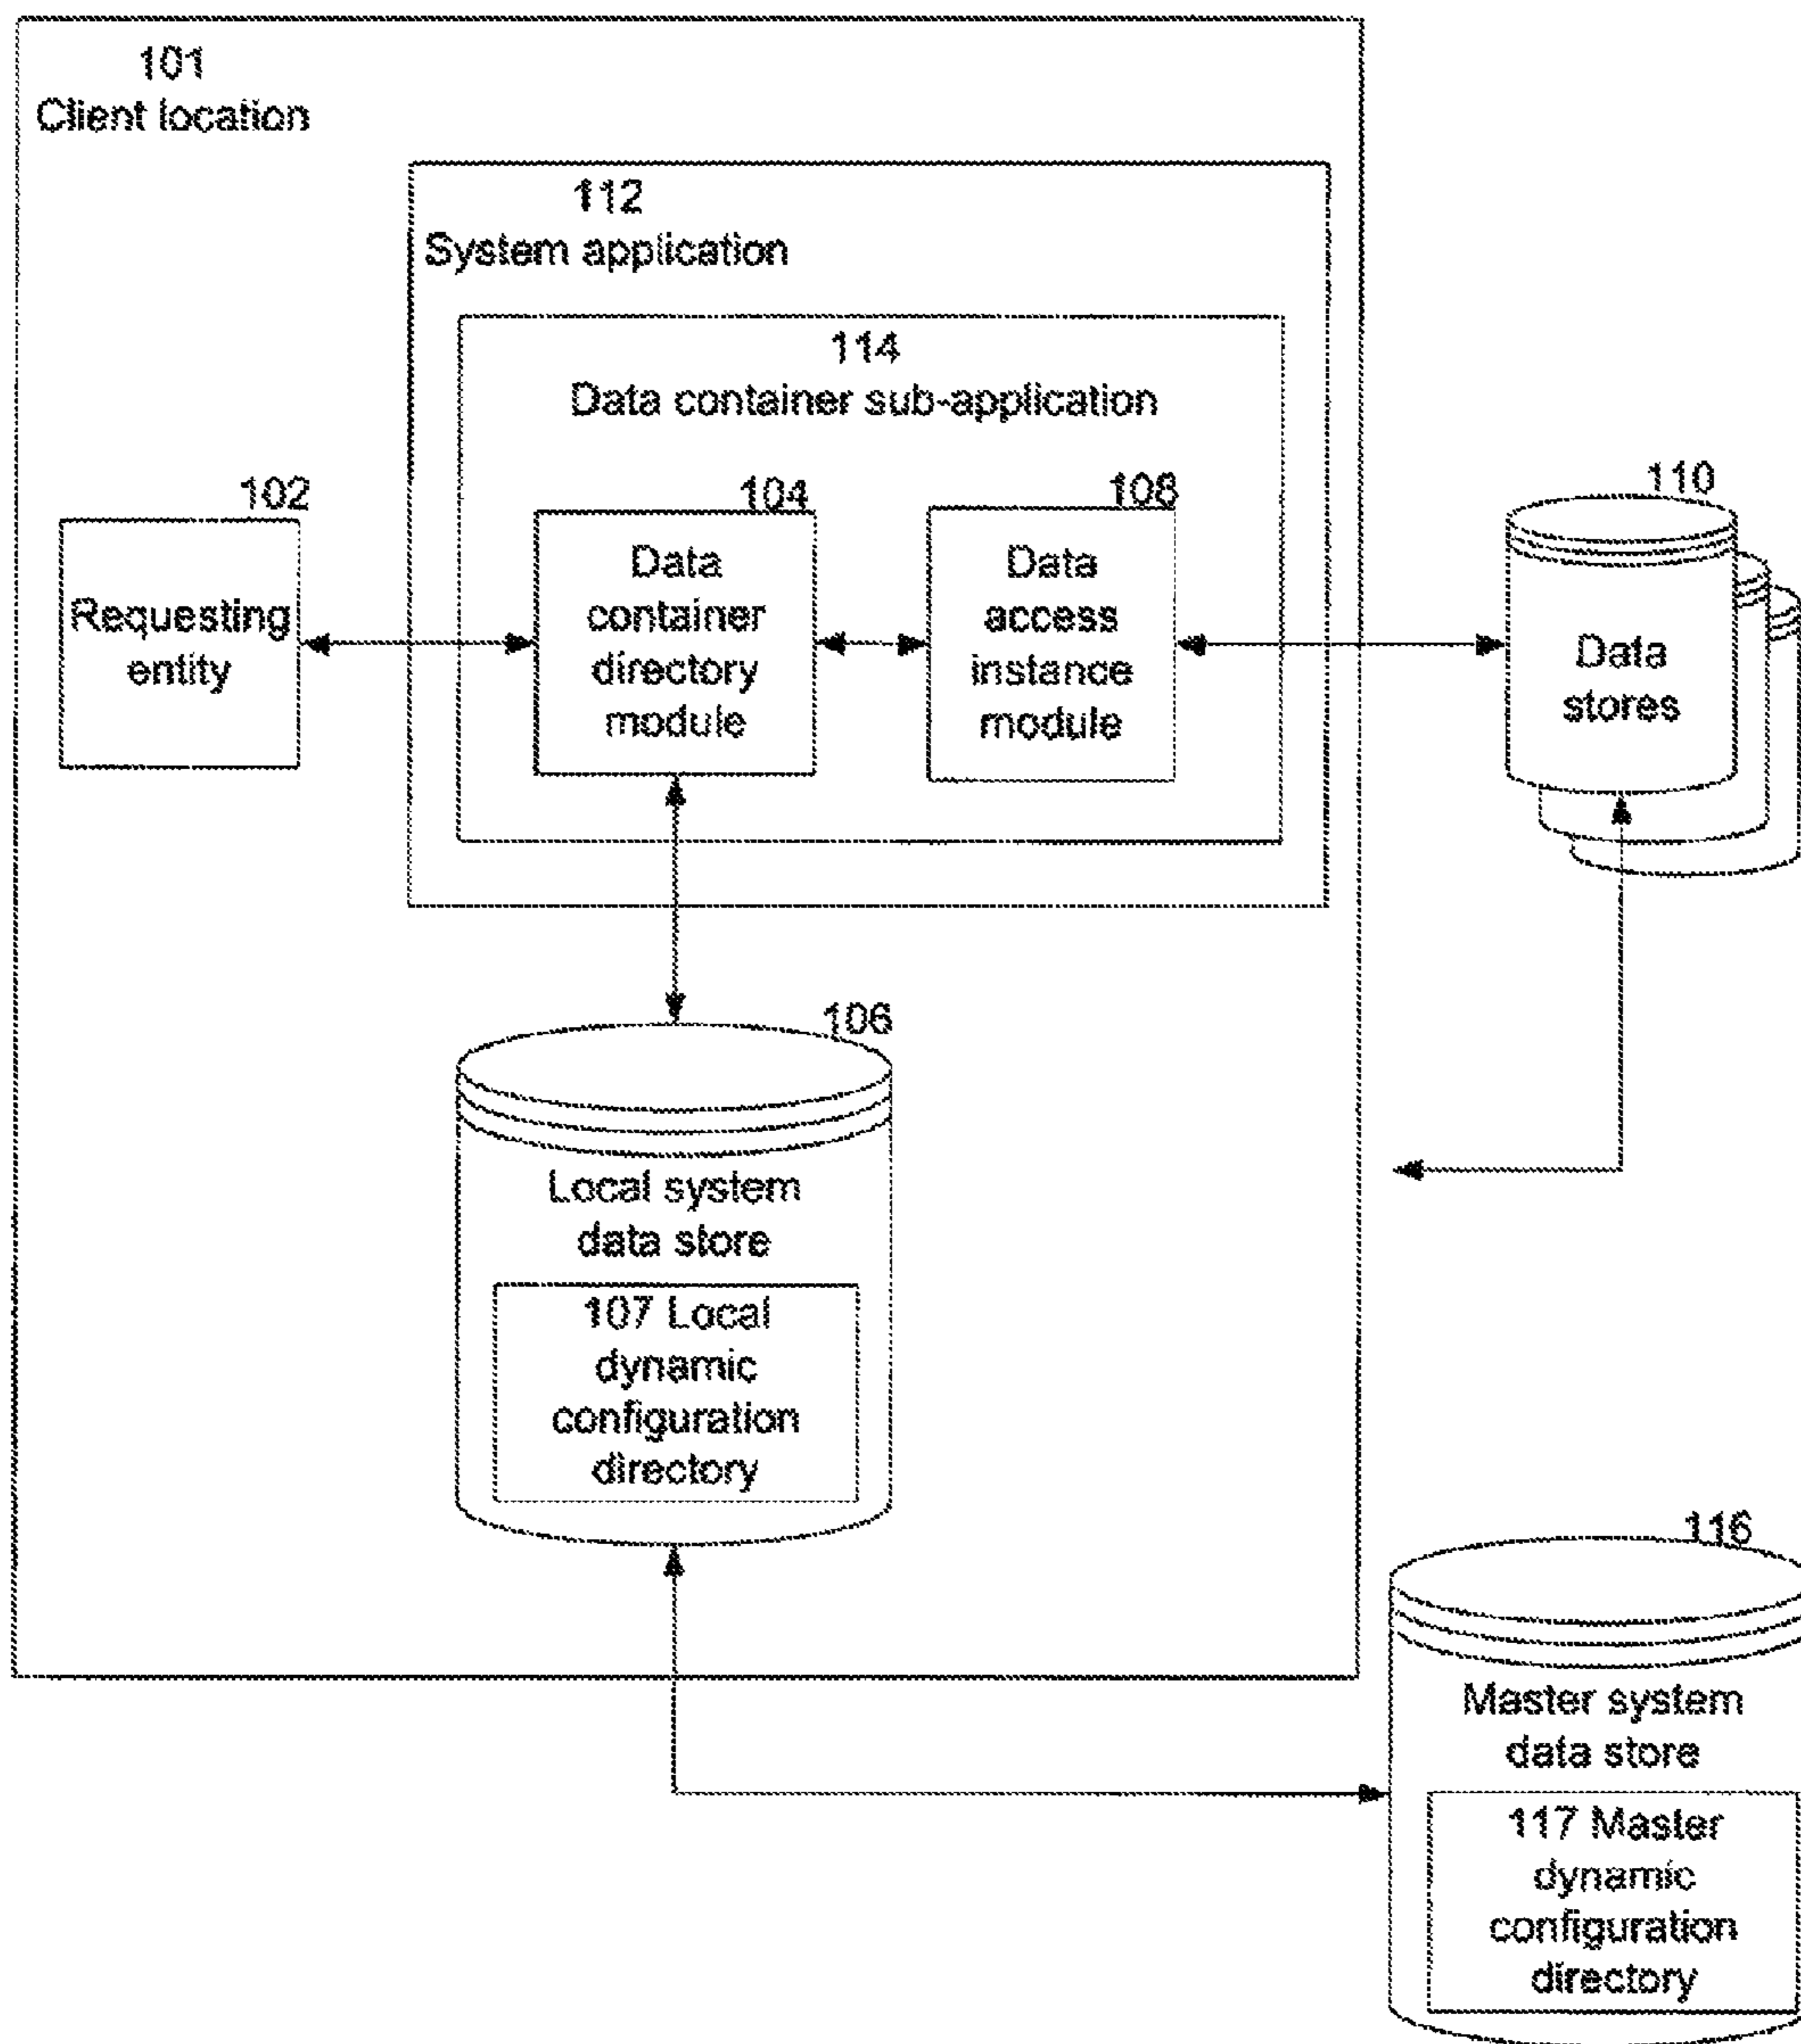 101
Client location
112
System application
114
Data container sub-application
102
Requesting
entity
104
Data
container
directory
module
108
Data
access
instance
module
110
Data
stores
106
Local system
data store
107 Local
dynamic
configuration
directory
116
Master system
data store
117 Master
dynamic
configuration
directory